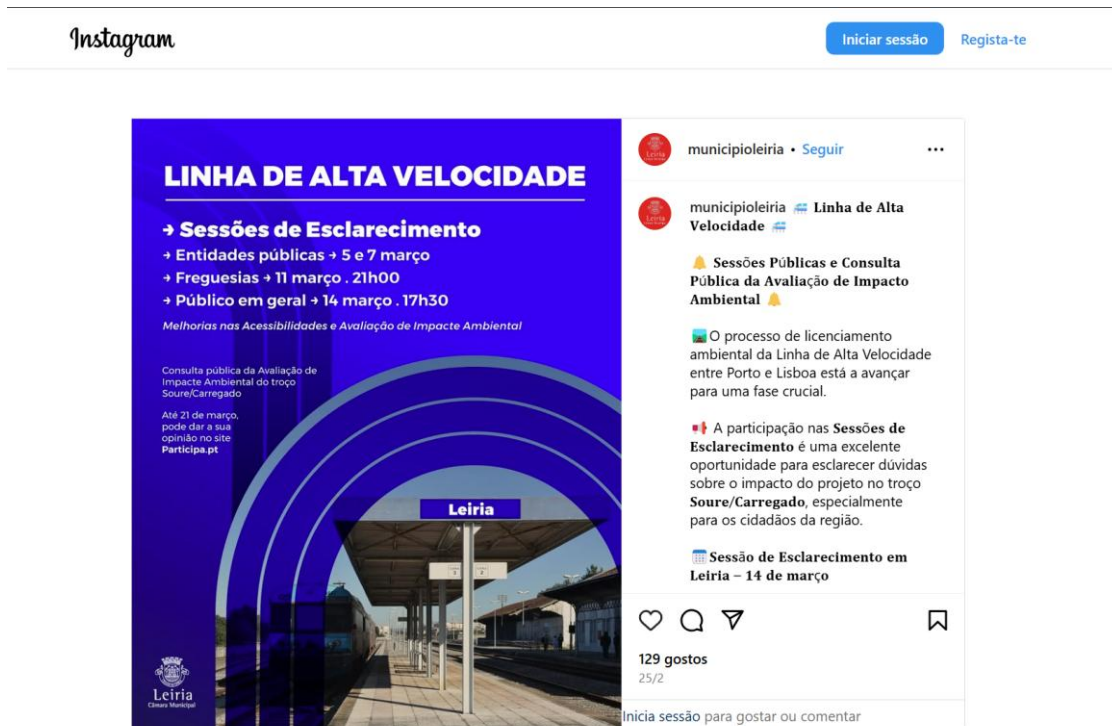 Instagram
Iniciar sessão
Regista-te
LINHA DE ALTA VELOCIDADE
→ Sessões de Esclarecimento
→ Entidades públicas → 5 e 7 março
→ Freguesias → 11 março . 21h00
→ Público em geral → 14 março . 17h30
Melhorias nas Acessibilidades e Avaliação de Impacte Ambiental
Consulta pública da Avaliação de
Impacte Ambiental do troço
Soure/Carregado
Até 21 de março,
pode dar a sua
opinião no site
Participa.pt
Leiria
1 2
Leiria
Câmara Municipal
municipioleiria • Seguir
municipioleiria 🚈 Linha de Alta
Velocidade 🚈
🔔 Sessões Públicas e Consulta
Pública da Avaliação de Impacto
Ambiental 🔔
🛤️ O processo de licenciamento
ambiental da Linha de Alta Velocidade
entre Porto e Lisboa está a avançar
para uma fase crucial.
📢 A participação nas Sessões de
Esclarecimento é uma excelente
oportunidade para esclarecer dúvidas
sobre o impacto do projeto no troço
Soure/Carregado, especialmente
para os cidadãos da região.
🗓️ Sessão de Esclarecimento em
Leiria – 14 de março
129 gostos
25/2
Inicia sessão para gostar ou comentar